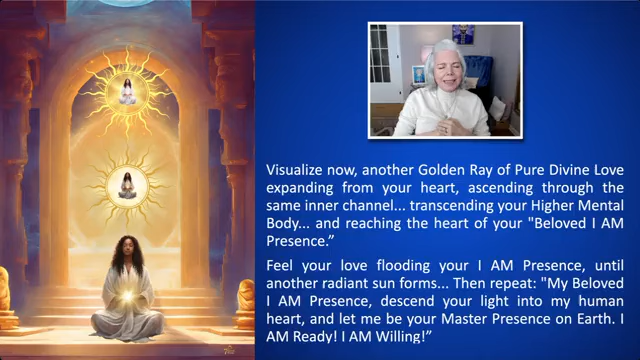 Visualize now, another Golden Ray of Pure Divine Love
expanding from your heart, ascending through the
same inner channel... transcending your Higher Mental
Body... and reaching the heart of your "Beloved I AM
Presence.”
Feel your love flooding your I AM Presence, until
another radiant sun forms... Then repeat: "My Beloved
I AM Presence, descend your light into my human
heart, and let me be your Master Presence on Earth. I
AM Ready! I AM Willing!”